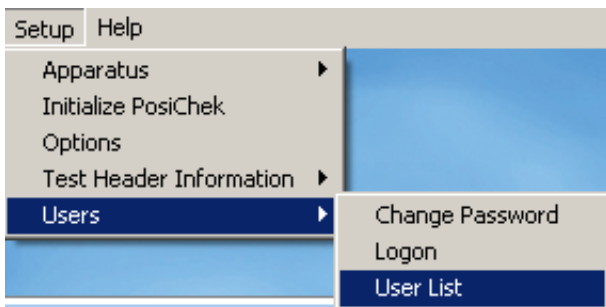 Setup Help
Apparatus
Initialize PosiChek
Options
Test Header Information
Users
Change Password
Logon
User List